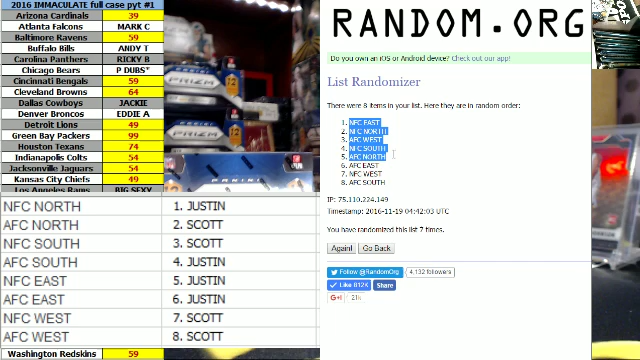 2016 IMMACULATE full case pyt #1
Arizona Cardinals 39
Atlanta Falcons MARK C
Baltimore Ravens 59
Buffalo Bills ANDY T
Carolina Panthers RICKY B
Chicago Bears P DUBS*
Cincinnati Bengals 59
Cleveland Browns 64
Dallas Cowboys JACKIE
Denver Broncos EDDIE A
Detroit Lions 49
Green Bay Packers 99
Houston Texans 74
Indianapolis Colts 54
Jacksonville Jaguars 54
Kansas City Chiefs 49
Los Angeles Rams BIG SEXY
NFC NORTH 1. JUSTIN
AFC NORTH 2. SCOTT
NFC SOUTH 3. SCOTT
AFC SOUTH 4. JUSTIN
NFC EAST 5. JUSTIN
AFC EAST 6. JUSTIN
NFC WEST 7. SCOTT
AFC WEST 8. SCOTT
Washington Redskins 59
PRIZM
12
PRIZM
12
RANDOM.ORG
Do you own an iOS or Android device? Check out our app!
List Randomizer
There were 8 items in your list. Here they are in random order:
1. NFC EAST
2. NFC NORTH
3. AFC WEST
4. NFC SOUTH
5. AFC NORTH
6. AFC EAST
7. NFC WEST
8. AFC SOUTH
IP: 75.110.224.149
Timestamp: 2016-11-19 04:42:03 UTC
You have randomized this list 7 times.
Again! Go Back
Follow @RandomOrg 4,132 followers
Like 812K Share
G+1 21k